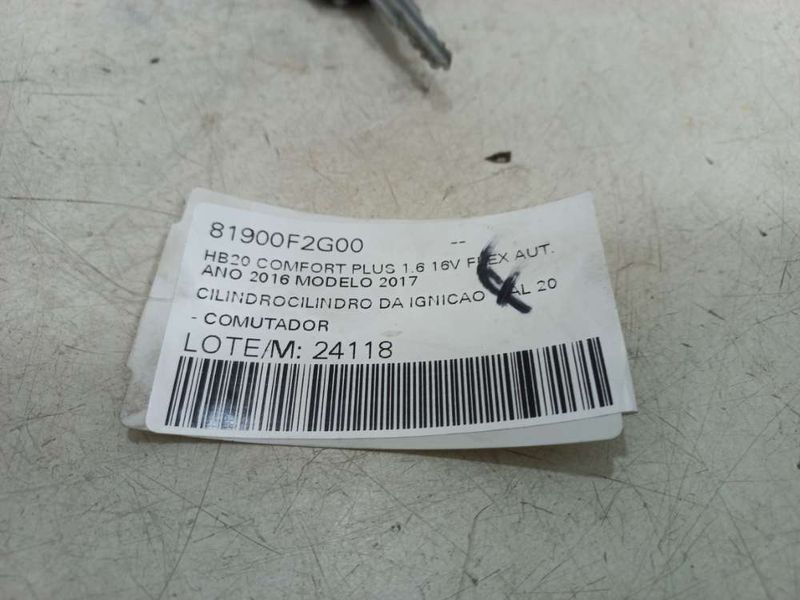 81900F2G00 --
HB20 COMFORT PLUS 1.6 16V FLEX AUT.
ANO 2016 MODELO 2017
CILINDROCILINDRO DA IGNICAO 20
- COMUTADOR
LOTE/M: 24118